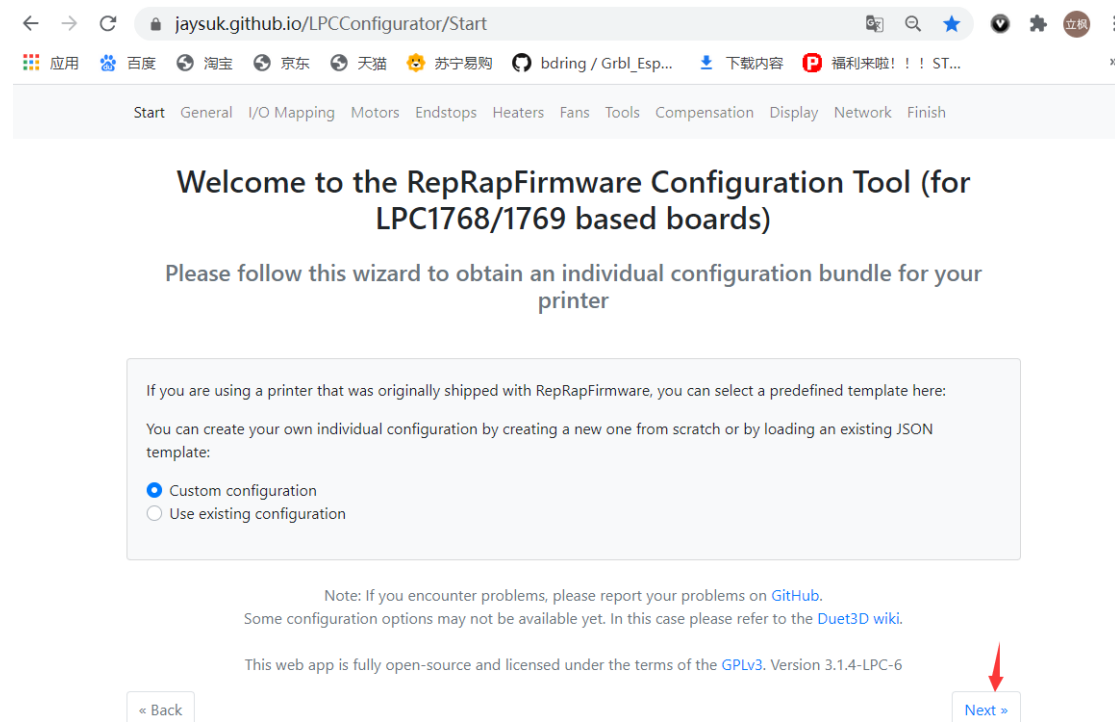 jaysuk.github.io/LPCConfigurator/Start
立枫
应用 百度 淘宝 京东 天猫 苏宁易购 bdring / Grbl_Esp... 下载内容 福利来啦！！！ST... »
Start General I/O Mapping Motors Endstops Heaters Fans Tools Compensation Display Network Finish
Welcome to the RepRapFirmware Configuration Tool (for
LPC1768/1769 based boards)
Please follow this wizard to obtain an individual configuration bundle for your
printer
If you are using a printer that was originally shipped with RepRapFirmware, you can select a predefined template here:
You can create your own individual configuration by creating a new one from scratch or by loading an existing JSON
template:
Custom configuration
Use existing configuration
Note: If you encounter problems, please report your problems on GitHub.
Some configuration options may not be available yet. In this case please refer to the Duet3D wiki.
This web app is fully open-source and licensed under the terms of the GPLv3. Version 3.1.4-LPC-6
« Back Next »